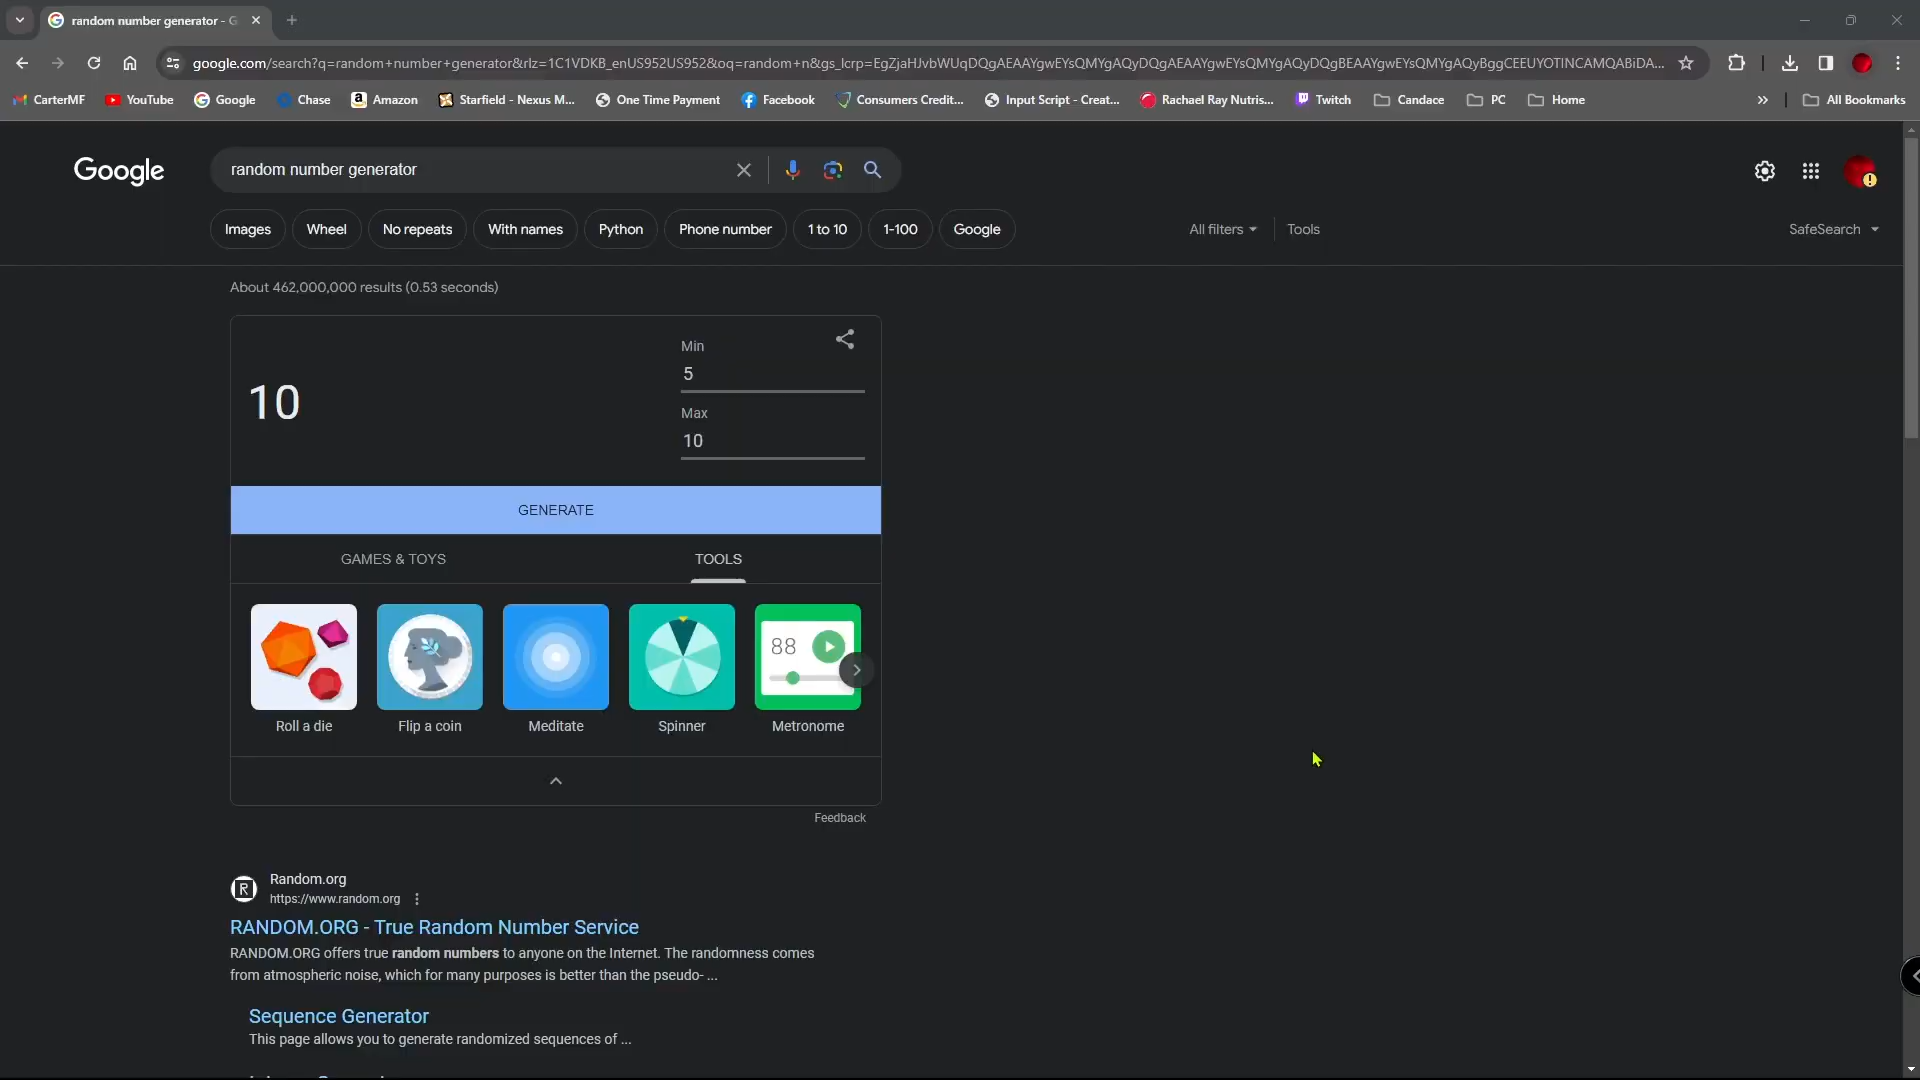 random number generator - G
google.com/search?q=random+number+generator&rlz=1C1VDKB_enUS952US952&oq=random+n&gs_lcrp=EgZjaHJvbWUqDQgAEAAYgwEYsQMYgAQyDQgAEAAYgwEYsQMYgAQyDQgBEAAYgwEYsQMYgAQyBggCEEUYOTINCAMQABiDA...
CarterMF YouTube Google Chase Amazon Starfield - Nexus M... One Time Payment Facebook Consumers Credit... Input Script - Creat... Rachael Ray Nutris... Twitch Candace PC Home » All Bookmarks
Google random number generator
Images Wheel No repeats With names Python Phone number 1 to 10 1-100 Google All filters Tools SafeSearch
About 462,000,000 results (0.53 seconds)
Min
5
10
Max
10
GENERATE
GAMES & TOYS TOOLS
88
Roll a die Flip a coin Meditate Spinner Metronome
Feedback
R Random.org
https://www.random.org
RANDOM.ORG - True Random Number Service
RANDOM.ORG offers true random numbers to anyone on the Internet. The randomness comes
from atmospheric noise, which for many purposes is better than the pseudo- ...
Sequence Generator
This page allows you to generate randomized sequences of ...